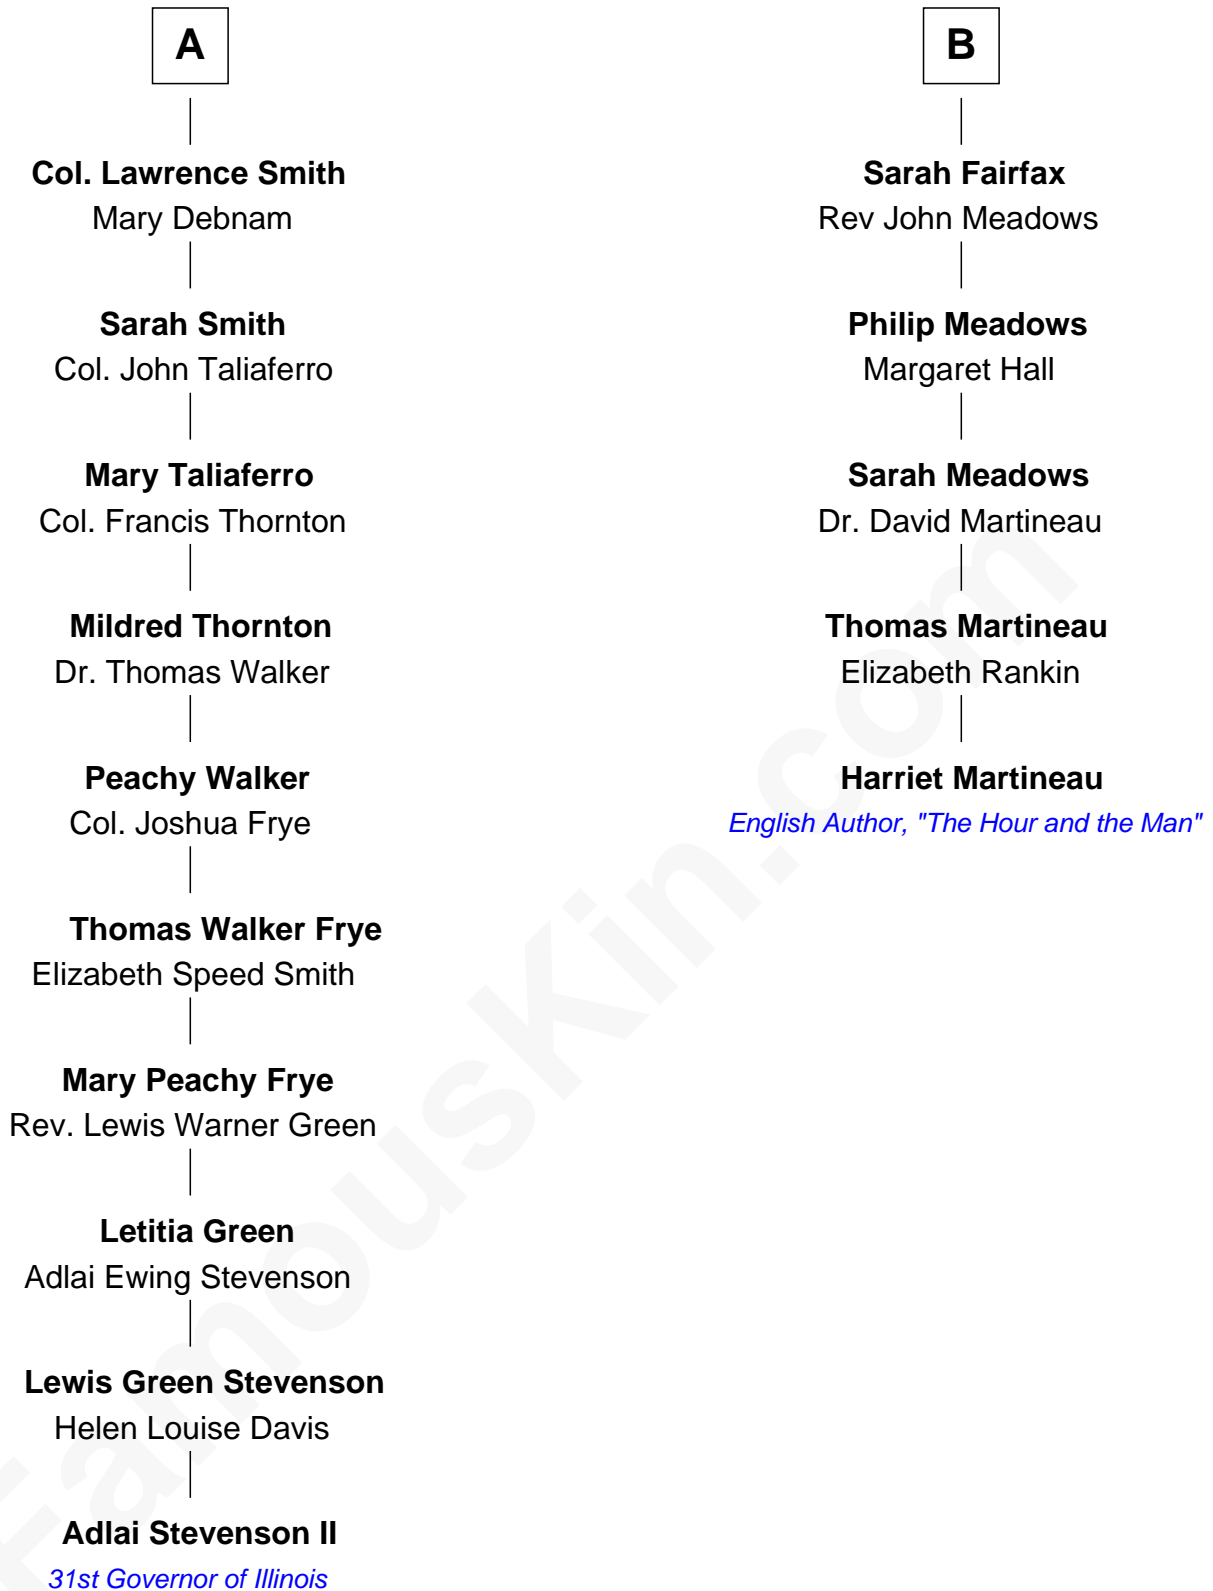 A
Col. Lawrence Smith
Mary Debnam
Sarah Smith
Col. John Taliaferro
Mary Taliaferro
Col. Francis Thornton
Mildred Thornton
Dr. Thomas Walker
Peachy Walker
Col. Joshua Frye
Thomas Walker Frye
Elizabeth Speed Smith
Mary Peachy Frye
Rev. Lewis Warner Green
Letitia Green
Adlai Ewing Stevenson
Lewis Green Stevenson
Helen Louise Davis
Adlai Stevenson II
31st Governor of Illinois
B
Sarah Fairfax
Rev John Meadows
Philip Meadows
Margaret Hall
Sarah Meadows
Dr. David Martineau
Thomas Martineau
Elizabeth Rankin
Harriet Martineau
English Author, "The Hour and the Man"
FamousKin.com